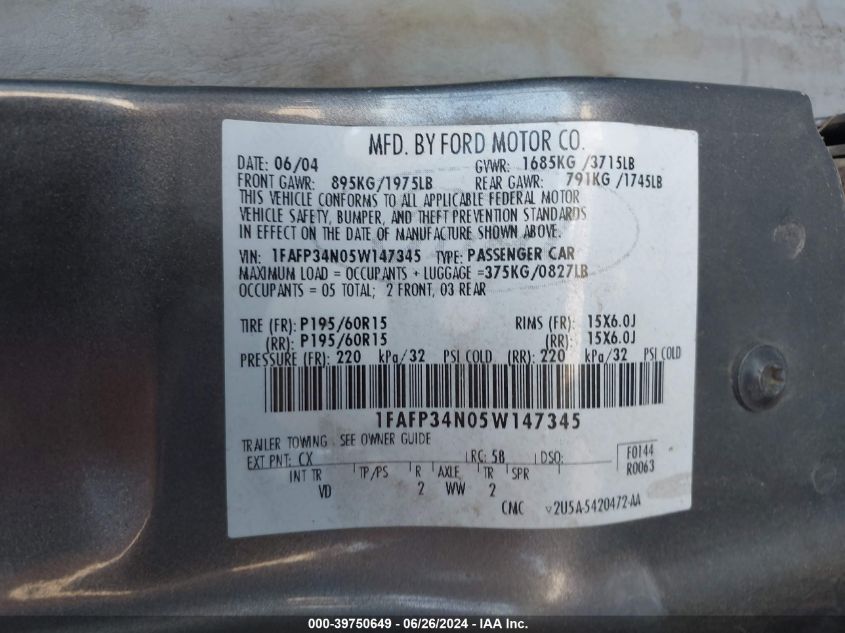 MFD. BY FORD MOTOR CO.
DATE: 06/04 GVWR: 1685KG /3715LB
FRONT GAWR: 895KG/1975LB REAR GAWR: 791KG /1745LB
THIS VEHICLE CONFORMS TO ALL APPLICABLE FEDERAL MOTOR
VEHICLE SAFETY, BUMPER, AND THEFT PREVENTION STANDARDS
IN EFFECT ON THE DATE OF MANUFACTURE SHOWN ABOVE.
VIN: 1FAFP34N05W147345 TYPE: PASSENGER CAR
MAXIMUM LOAD = OCCUPANTS + LUGGAGE =375KG/0827LB
OCCUPANTS = 05 TOTAL; 2 FRONT, 03 REAR
TIRE (FR): P195/60R15 RIMS (FR): 15X6.0J
(RR): P195/60R15 (RR): 15X6.0J
PRESSURE (FR): 220 kPa/32 PSI COLD (RR): 220 kPa/32 PSI COLD
1FAFP34N05W147345
TRAILER TOWING - SEE OWNER GUIDE
EXT PNT: CX RC: 58 DSO: F0144
R0063
INT TR TP/PS R AXLE TR SPR
VD 2 WW 2
CMC v2U5A-5420472-AA
000-39750649 - 06/26/2024 - IAA Inc.